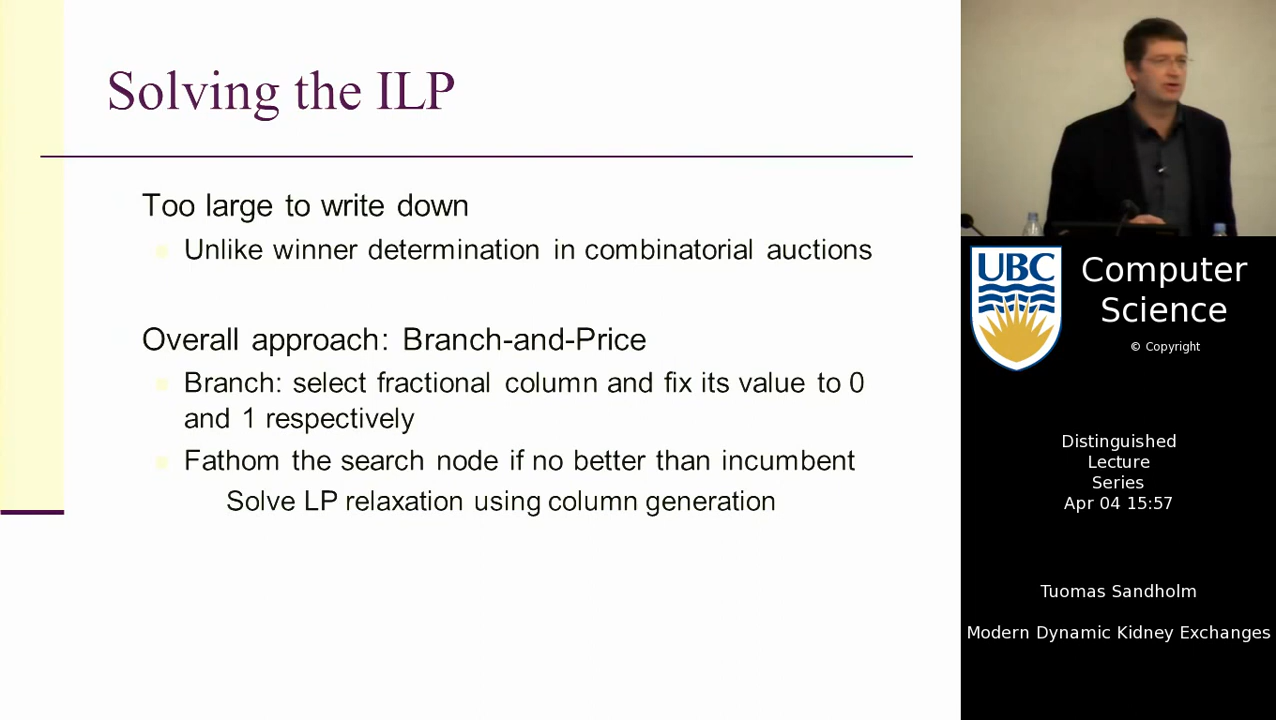 Solving the ILP
Too large to write down
Unlike winner determination in combinatorial auctions
Overall approach: Branch-and-Price
Branch: select fractional column and fix its value to 0
and 1 respectively
Fathom the search node if no better than incumbent
Solve LP relaxation using column generation
UBC
Computer
Science
© Copyright
Distinguished
Lecture
Series
Apr 04 15:57
Tuomas Sandholm
Modern Dynamic Kidney Exchanges